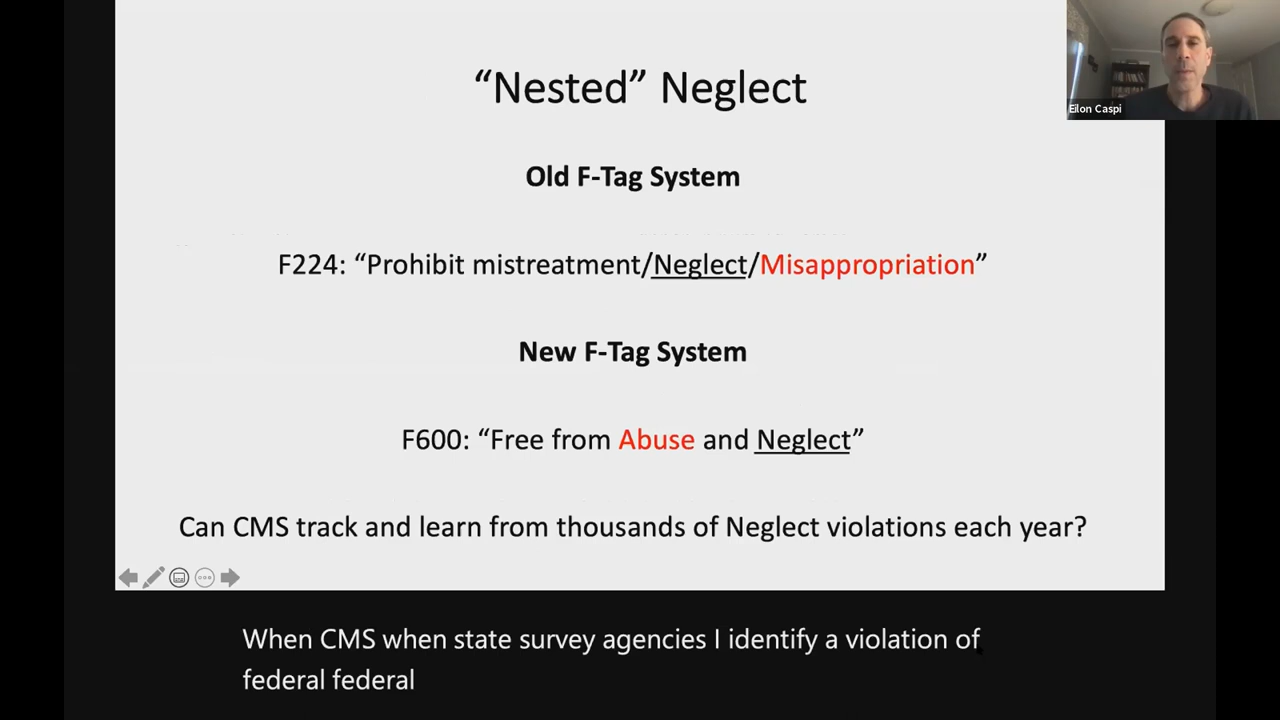 “Nested” Neglect
Eilon Caspi
Old F-Tag System
F224: “Prohibit mistreatment/Neglect/Misappropriation”
New F-Tag System
F600: “Free from Abuse and Neglect”
Can CMS track and learn from thousands of Neglect violations each year?
When CMS when state survey agencies I identify a violation of
federal federal